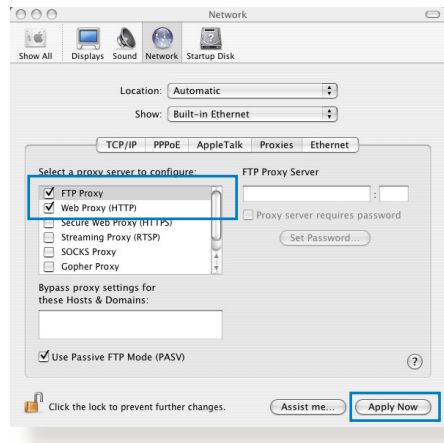 Network
Show All Displays Sound Network Startup Disk
Location: Automatic
Show: Built-in Ethernet
TCP/IP PPPoE AppleTalk Proxies Ethernet
Select a proxy server to configure: FTP Proxy Server
FTP Proxy :
Web Proxy (HTTP)
Secure Web Proxy (HTTPS) Proxy server requires password
Streaming Proxy (RTSP) Set Password...
SOCKS Proxy
Gopher Proxy
Bypass proxy settings for
these Hosts & Domains:
Use Passive FTP Mode (PASV) ?
Click the lock to prevent further changes. Assist me... Apply Now